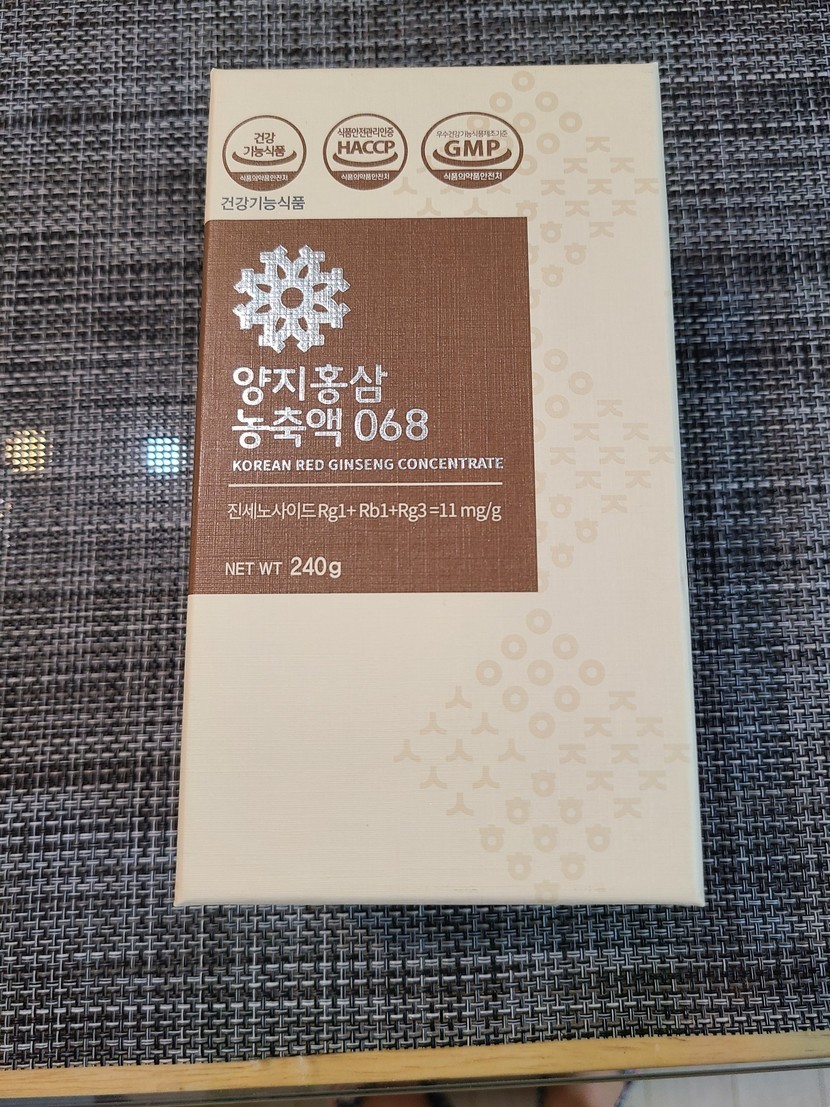 건강
기능식품
식품의약품안전처
식품안전관리인증
HACCP
식품의약품안전처
우수건강기능식품제조기준
GMP
식품의약품안전처
건강기능식품
양지홍삼
농축액 068
KOREAN RED GINSENG CONCENTRATE
진세노사이드 Rg1+ Rb1+Rg3 =11 mg/g
NET WT 240g